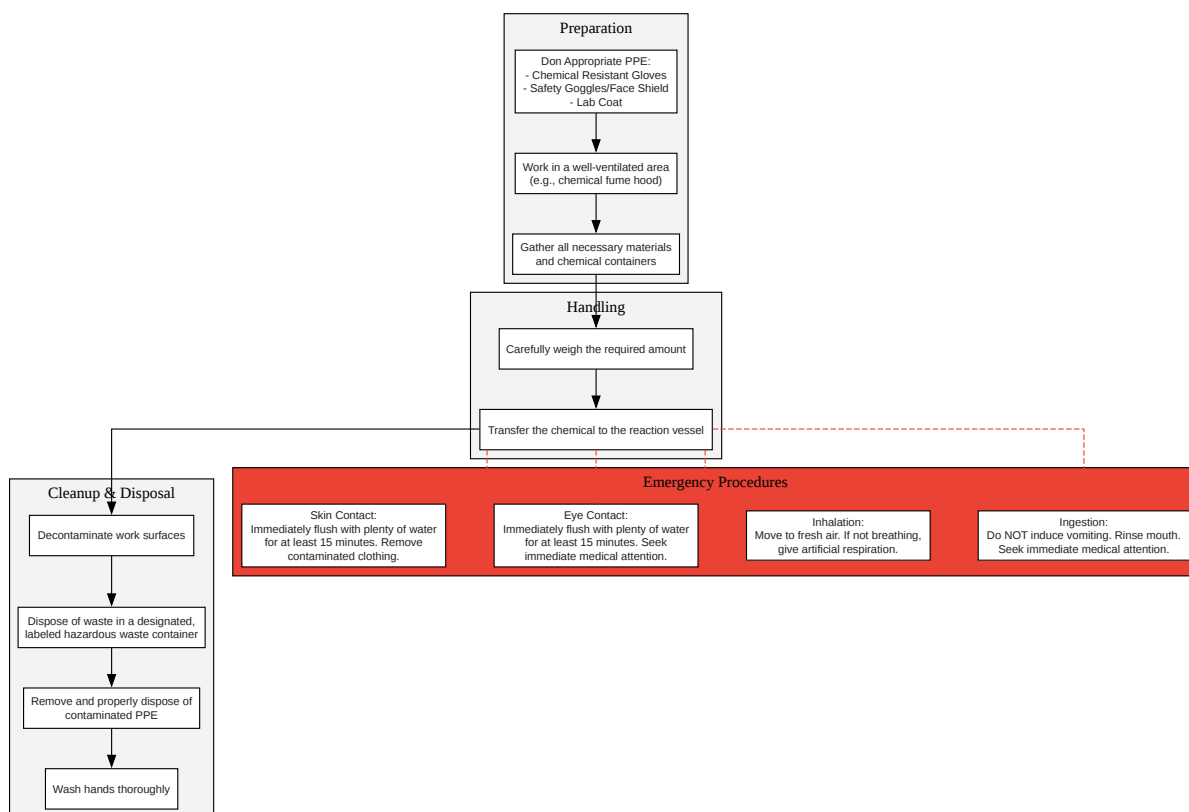 Preparation
Don Appropriate PPE:
- Chemical Resistant Gloves
- Safety Goggles/Face Shield
- Lab Coat
Work in a well-ventilated area
(e.g., chemical fume hood)
Gather all necessary materials
and chemical containers
Handling
Carefully weigh the required amount
Transfer the chemical to the reaction vessel
Emergency Procedures
Skin Contact:
Immediately flush with plenty of water
for at least 15 minutes. Remove
contaminated clothing.
Eye Contact:
Immediately flush with plenty of water
for at least 15 minutes. Seek
immediate medical attention.
Inhalation:
Move to fresh air. If not breathing,
give artificial respiration.
Ingestion:
Do NOT induce vomiting. Rinse mouth.
Seek immediate medical attention.
Cleanup & Disposal
Decontaminate work surfaces
Dispose of waste in a designated,
labeled hazardous waste container
Remove and properly dispose of
contaminated PPE
Wash hands thoroughly